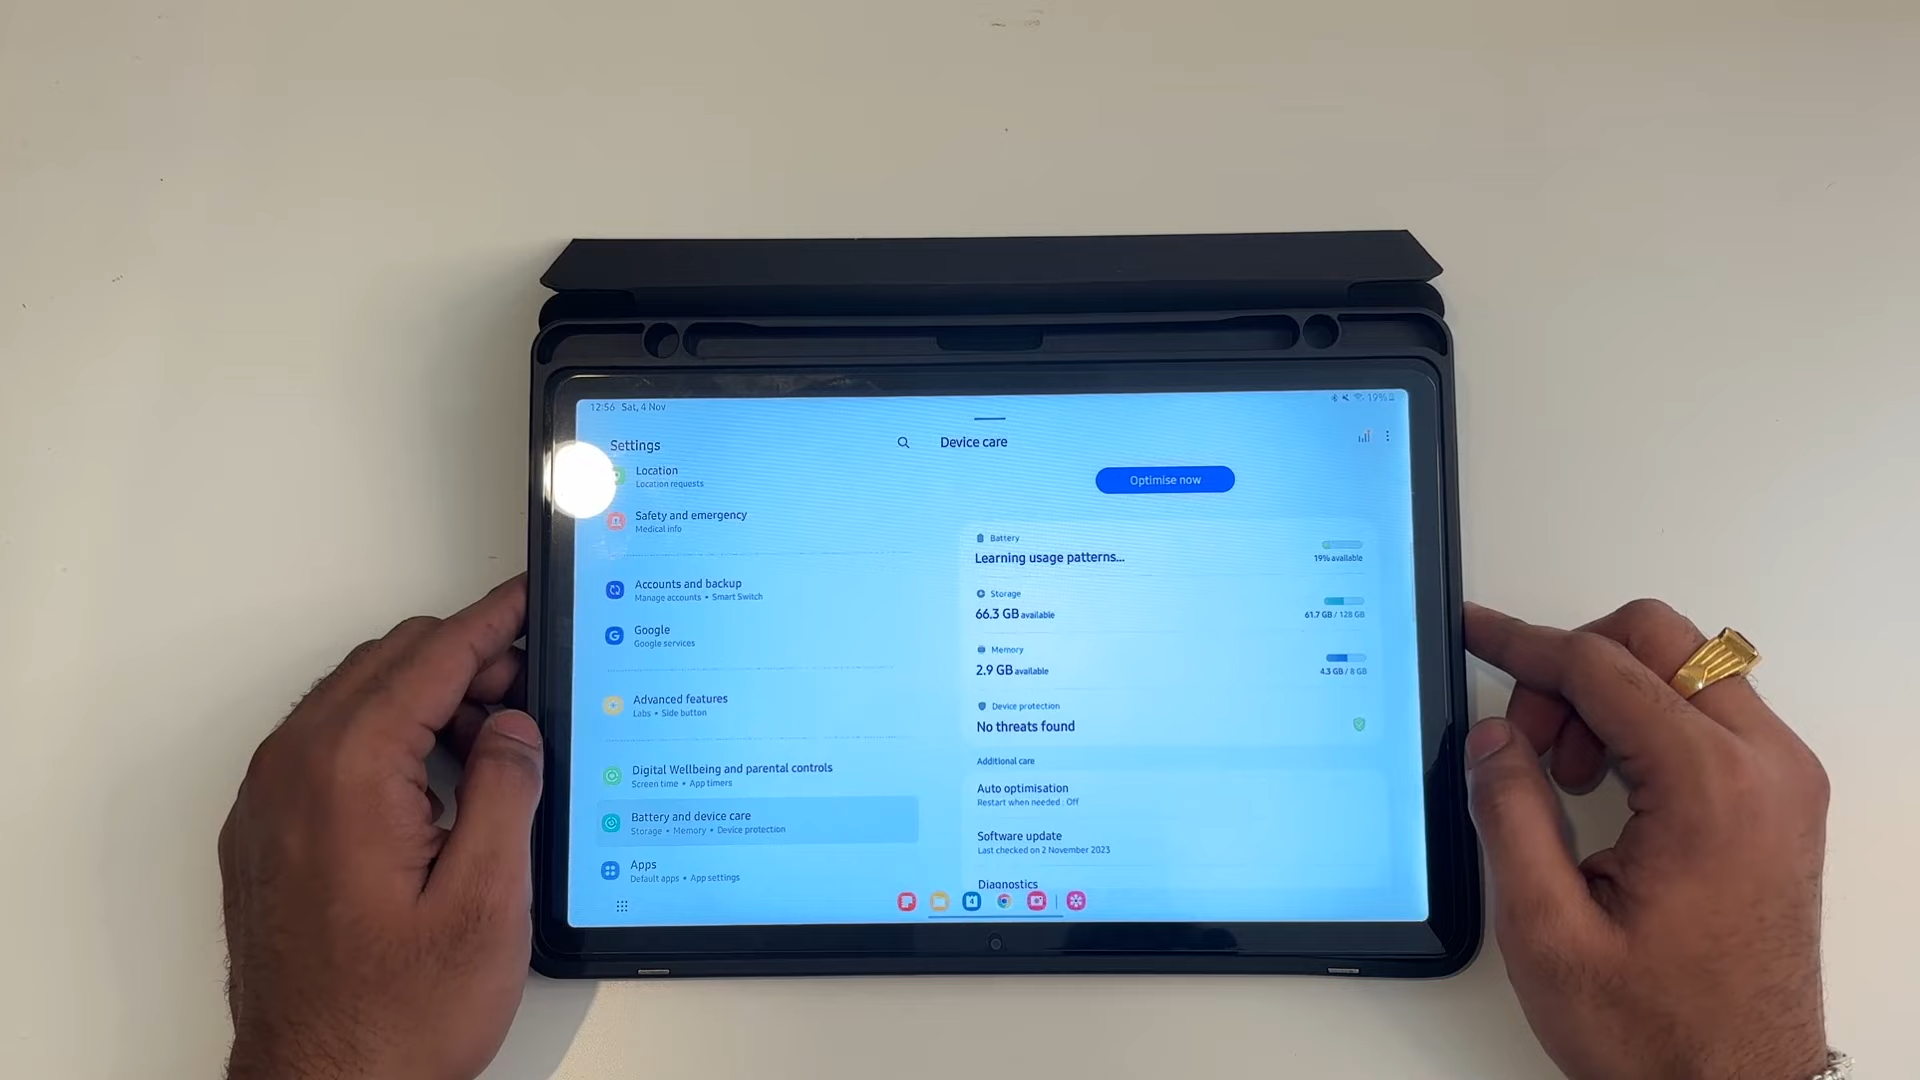 12:56 Sat, 4 Nov
19%
Settings
Location
Location requests
Safety and emergency
Medical info
Accounts and backup
Manage accounts • Smart Switch
Google
Google services
Advanced features
Labs • Side button
Digital Wellbeing and parental controls
Screen time • App timers
Battery and device care
Storage • Memory • Device protection
Apps
Default apps • App settings
Device care
Optimise now
Battery
Learning usage patterns...
19% available
Storage
66.3 GB available
61.7 GB / 128 GB
Memory
2.9 GB available
4.3 GB / 8 GB
Device protection
No threats found
Additional care
Auto optimisation
Restart when needed : Off
Software update
Last checked on 2 November 2023
Diagnostics
4